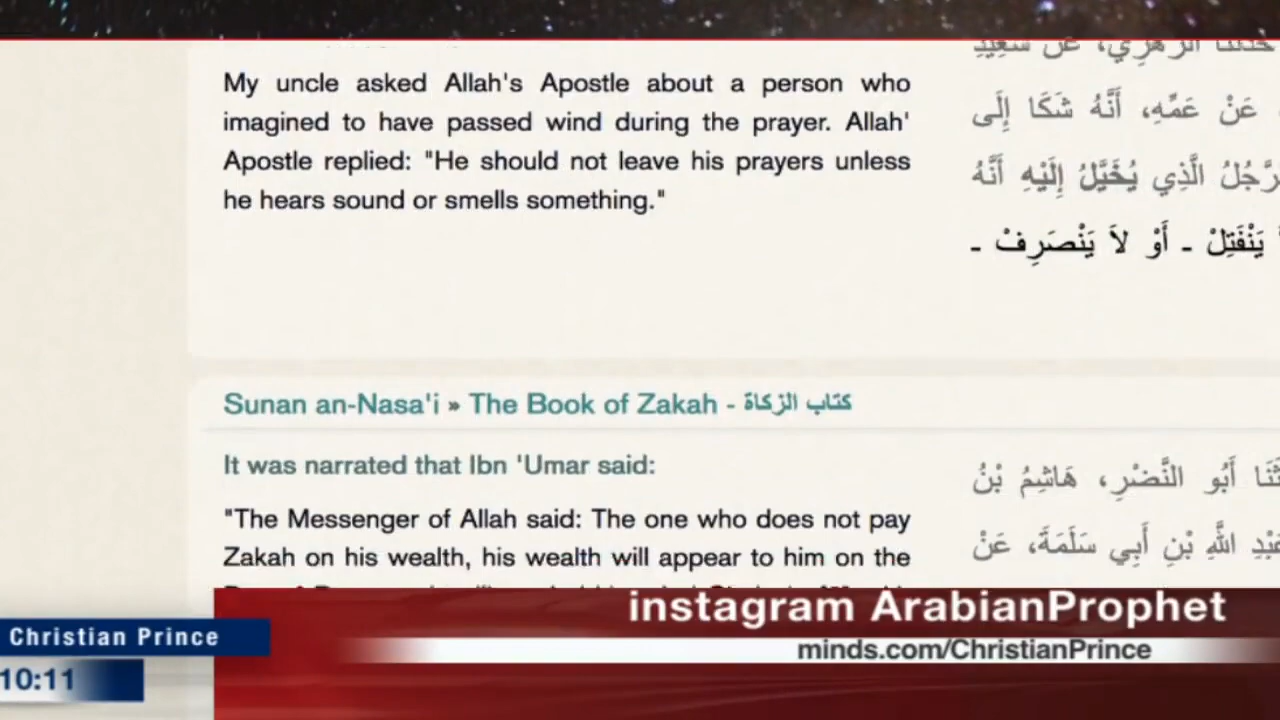 My uncle asked Allah's Apostle about a person who
imagined to have passed wind during the prayer. Allah'
Apostle replied: "He should not leave his prayers unless
he hears sound or smells something."
عَنْ عَمِّهِ، أَنَّهُ شَكَا إِلَى
الَّذِي يُخَيَّلُ إِلَيْهِ أَنَّهُ
يَنْفَتِلْ ـ أَوْ لاَ يَنْصَرِفْ ـ
Sunan an-Nasa'i » The Book of Zakah - كتاب الزكاة
It was narrated that Ibn 'Umar said:
"The Messenger of Allah said: The one who does not pay
Zakah on his wealth, his wealth will appear to him on the
أَبُو النَّضْرِ، هَاشِمُ بْنُ
اللَّهِ بْنِ أَبِي سَلَمَةَ، عَنْ
instagram ArabianProphet
minds.com/ChristianPrince
Christian Prince
10:11